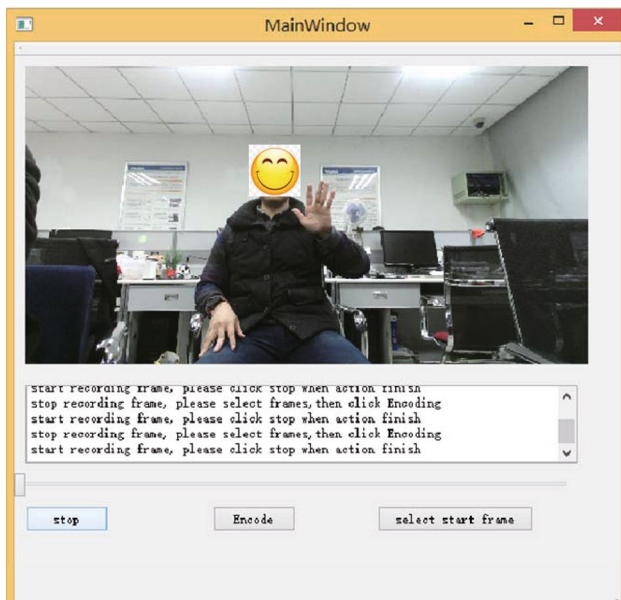 MainWindow
start recording frame, please click stop when action finish
stop recording frame, please select frames, then click Encoding
start recording frame, please click stop when action finish
stop recording frame, please select frames, then click Encoding
start recording frame, please click stop when action finish
stop
Encode
select start frame